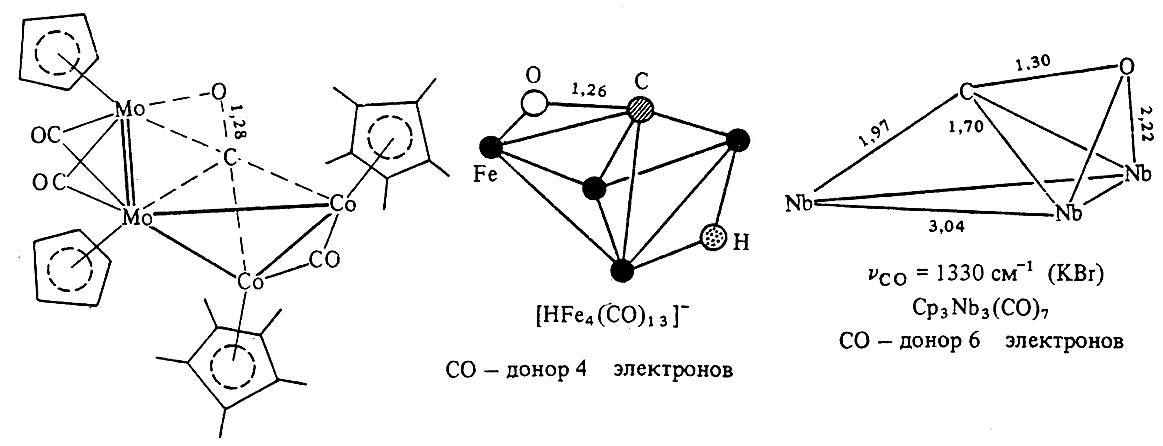 O
1,28
Mo
OC
C
OC
Mo
Co
CO
Co
O
1,26
C
Fe
H
[HFe₄(CO)₁₃]⁻
CO – донор 4 электронов
1,30
O
C
1,97
1,70
2,22
Nb
Nb
Nb
3,04
νCO = 1330 см⁻¹ (KBr)
Cp₃Nb₃(CO)₇
CO – донор 6 электронов